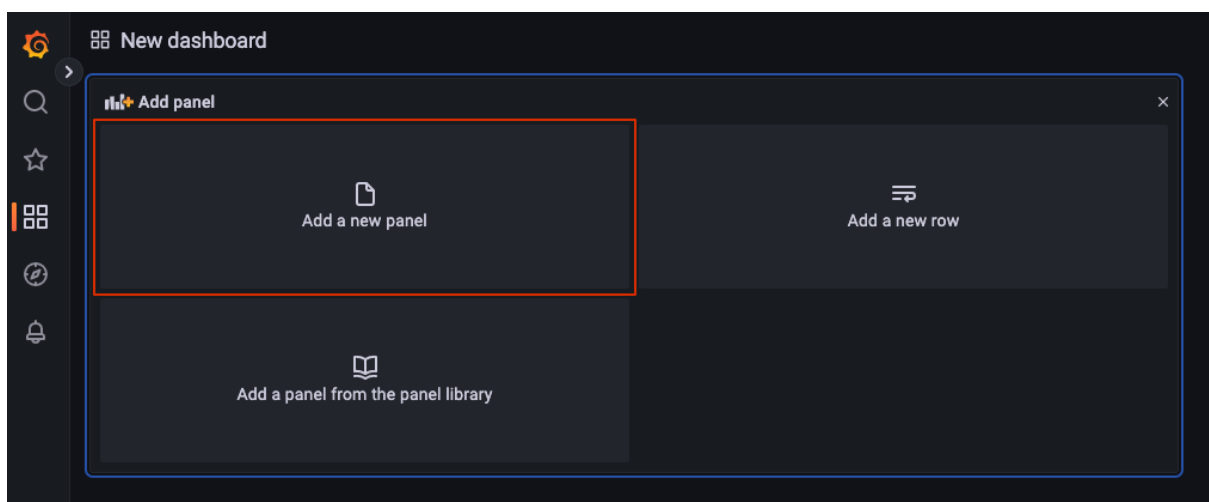 New dashboard
Add panel
Add a new panel
Add a new row
Add a panel from the panel library